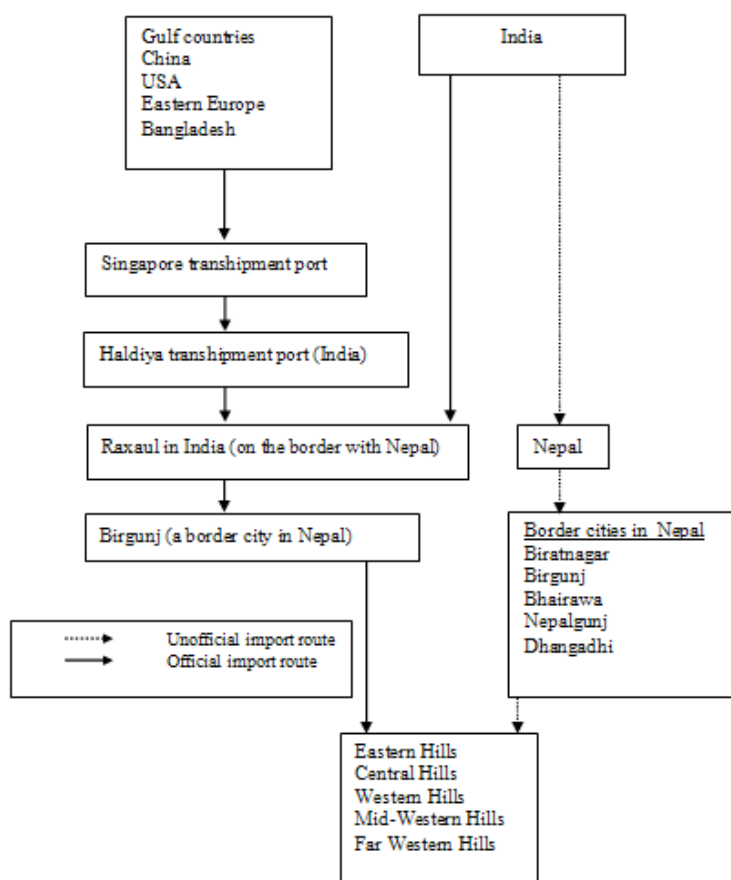 Gulf countries
China
USA
Eastern Europe
Bangladesh
India
Singapore transhipment port
Haldiya transhipment port (India)
Raxaul in India (on the border with Nepal)
Nepal
Birgunj (a border city in Nepal)
Border cities in Nepal
Biratnagar
Birgunj
Bhairawa
Nepalgunj
Dhangadhi
Unofficial import route
Official import route
Eastern Hills
Central Hills
Western Hills
Mid-Western Hills
Far Western Hills